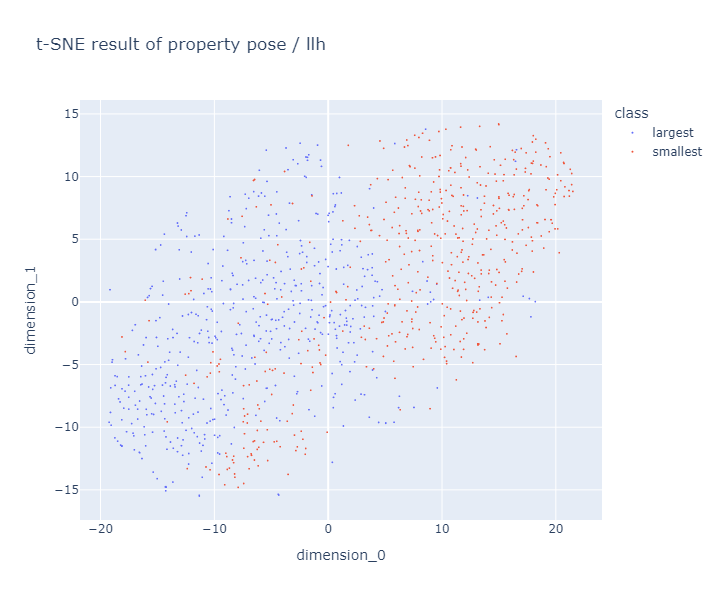 t-SNE result of property pose / llh
class
largest
smallest
15
10
5
0
−5
−10
−15
dimension_1
−20
−10
0
10
20
dimension_0